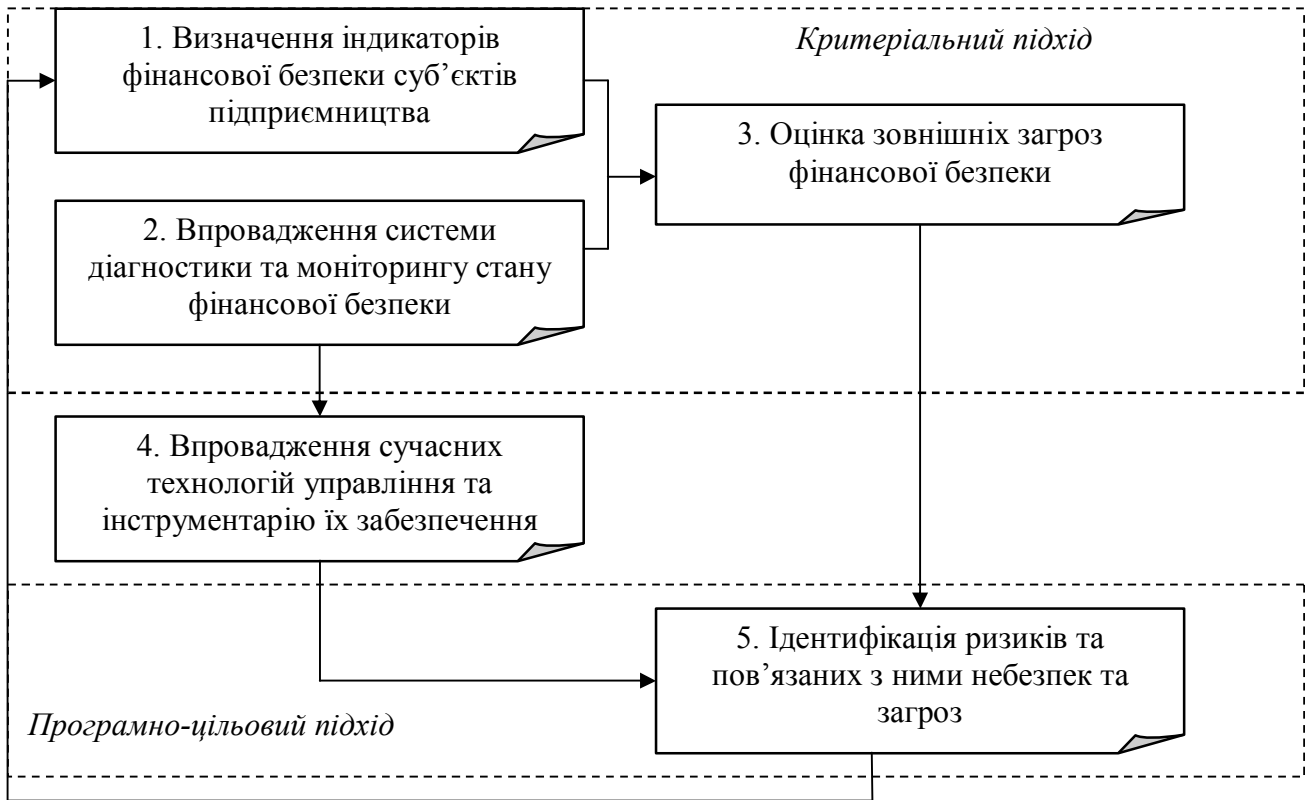 1. Визначення індикаторів
фінансової безпеки суб’єктів
підприємництва
Критеріальний підхід
3. Оцінка зовнішніх загроз
фінансової безпеки
2. Впровадження системи
діагностики та моніторингу стану
фінансової безпеки
4. Впровадження сучасних
технологій управління та
інструментарію їх забезпечення
5. Ідентифікація ризиків та
пов’язаних з ними небезпек та
загроз
Програмно-цільовий підхід